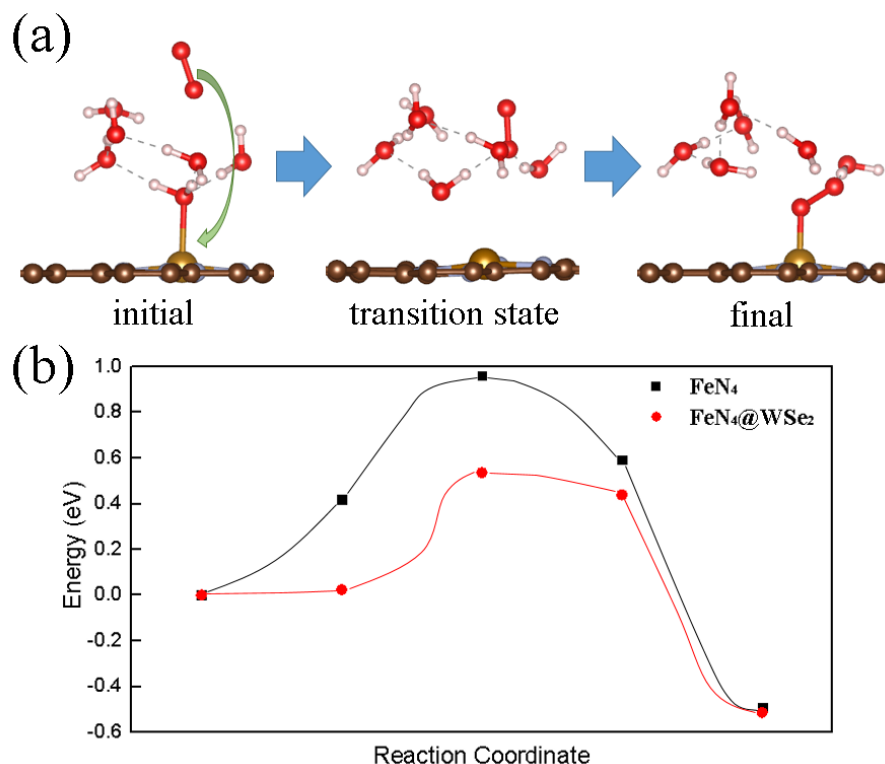 (a)
initial
transition state
final
(b)
1.0
0.8
0.6
0.4
0.2
0.0
-0.2
-0.4
-0.6
Energy (eV)
FeN₄
FeN₄@WSe₂
Reaction Coordinate